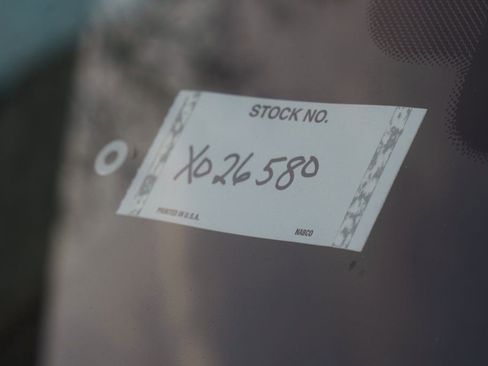 STOCK NO.
X026580
PRINTED IN U.S.A.
NABCO